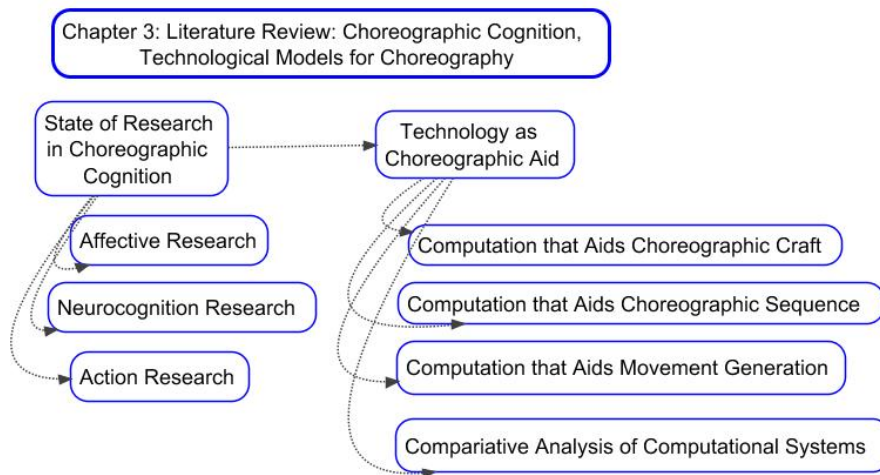 Chapter 3: Literature Review: Choreographic Cognition,
Technological Models for Choreography
State of Research
in Choreographic
Cognition
Technology as
Choreographic Aid
Affective Research
Neurocognition Research
Action Research
Computation that Aids Choreographic Craft
Computation that Aids Choreographic Sequence
Computation that Aids Movement Generation
Compariative Analysis of Computational Systems